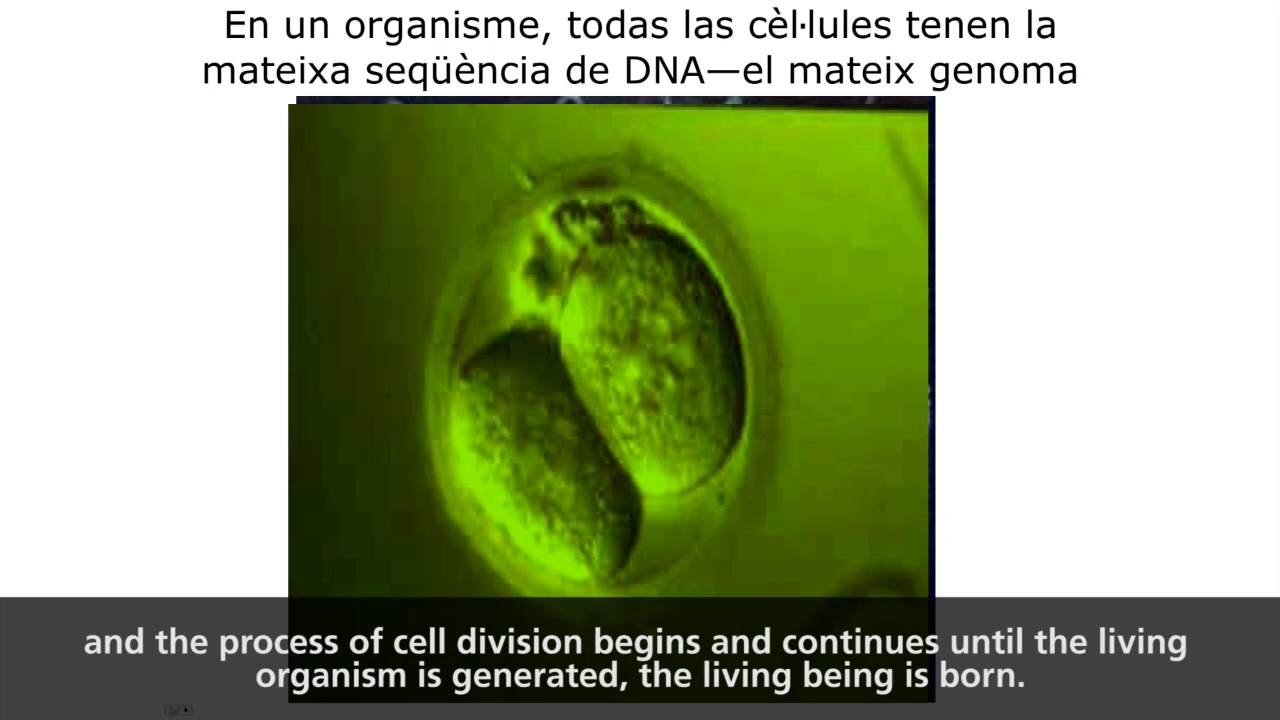 En un organisme, todas las cèl·lules tenen la
mateixa seqüència de DNA—el mateix genoma
and the process of cell division begins and continues until the living
organism is generated, the living being is born.